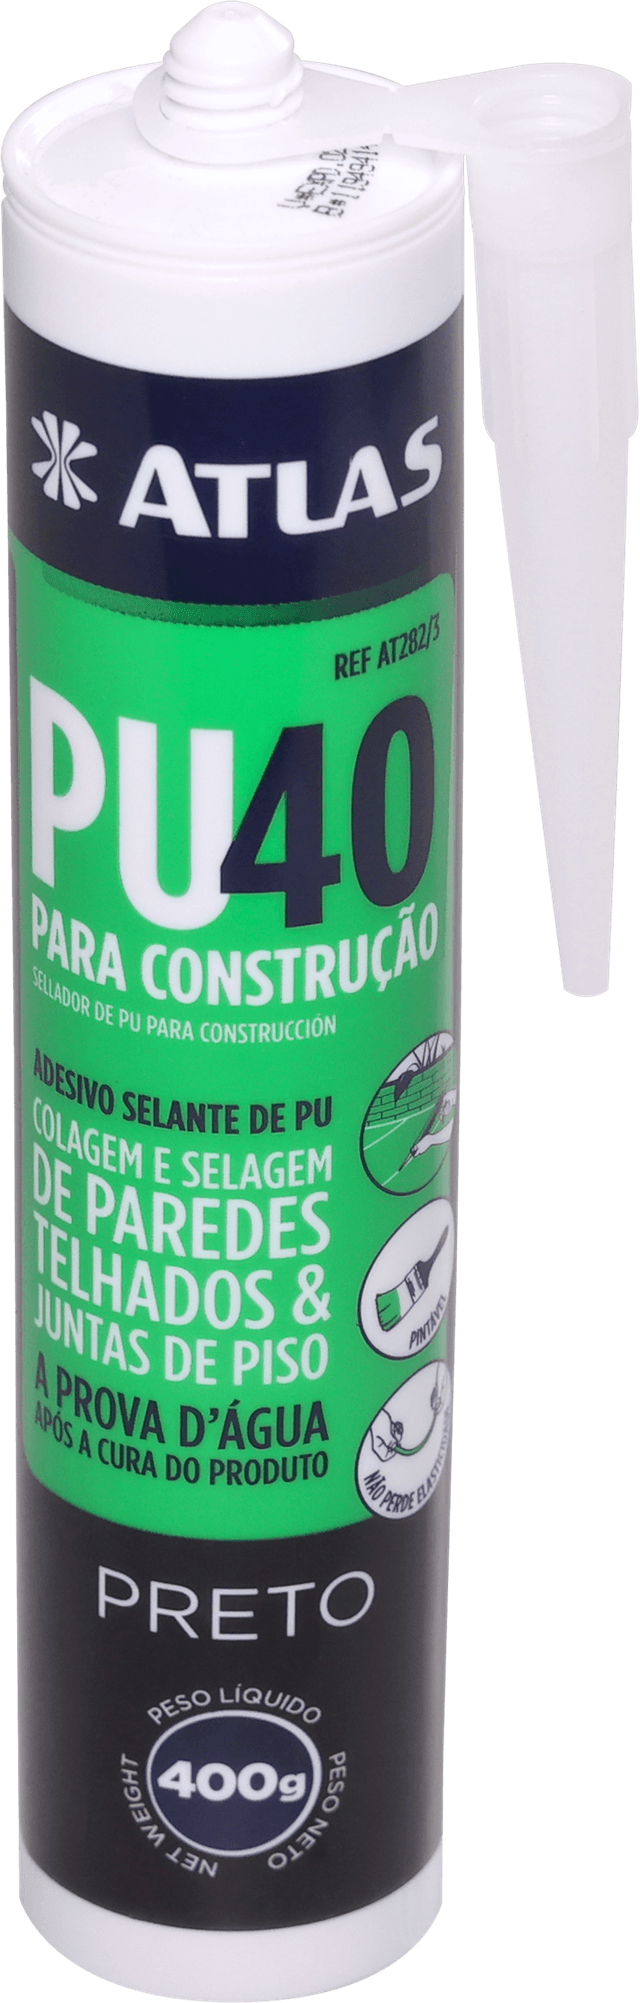 ATLAS
REF AT282/3
PU40
PARA CONSTRUÇÃO
SELLADOR DE PU PARA CONSTRUCCIÓN
ADESIVO SELANTE DE PU
COLAGEM E SELAGEM
DE PAREDES
TELHADOS &
JUNTAS DE PISO
A PROVA D'ÁGUA
APÓS A CURA DO PRODUTO
PINTÁVEL
NÃO PERDE ELASTICIDADE
PRETO
PESO LÍQUIDO
400g
NET WEIGHT
PESO NETO